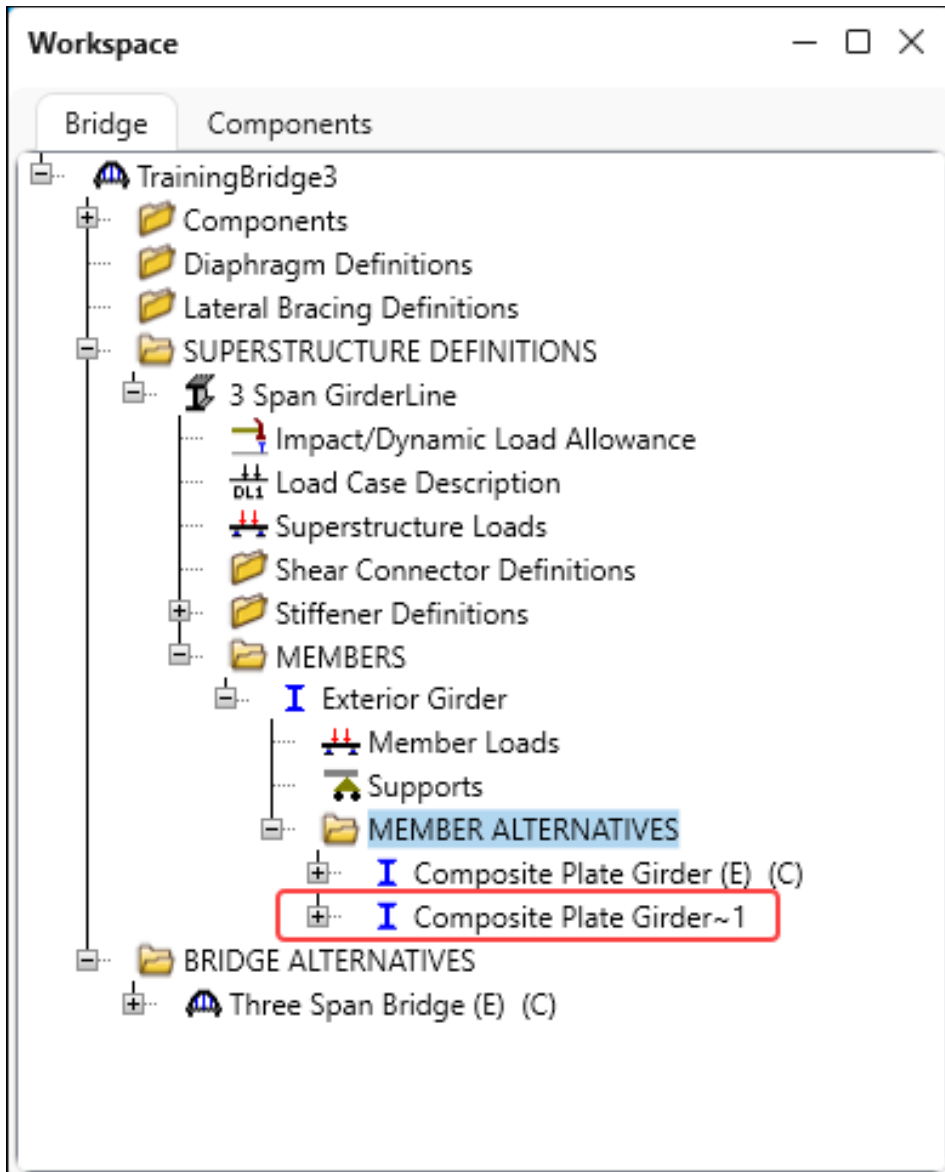 Workspace
Bridge Components
TrainingBridge3
Components
Diaphragm Definitions
Lateral Bracing Definitions
SUPERSTRUCTURE DEFINITIONS
3 Span GirderLine
Impact/Dynamic Load Allowance
DL1 Load Case Description
Superstructure Loads
Shear Connector Definitions
Stiffener Definitions
MEMBERS
Exterior Girder
Member Loads
Supports
MEMBER ALTERNATIVES
Composite Plate Girder (E) (C)
Composite Plate Girder~1
BRIDGE ALTERNATIVES
Three Span Bridge (E) (C)